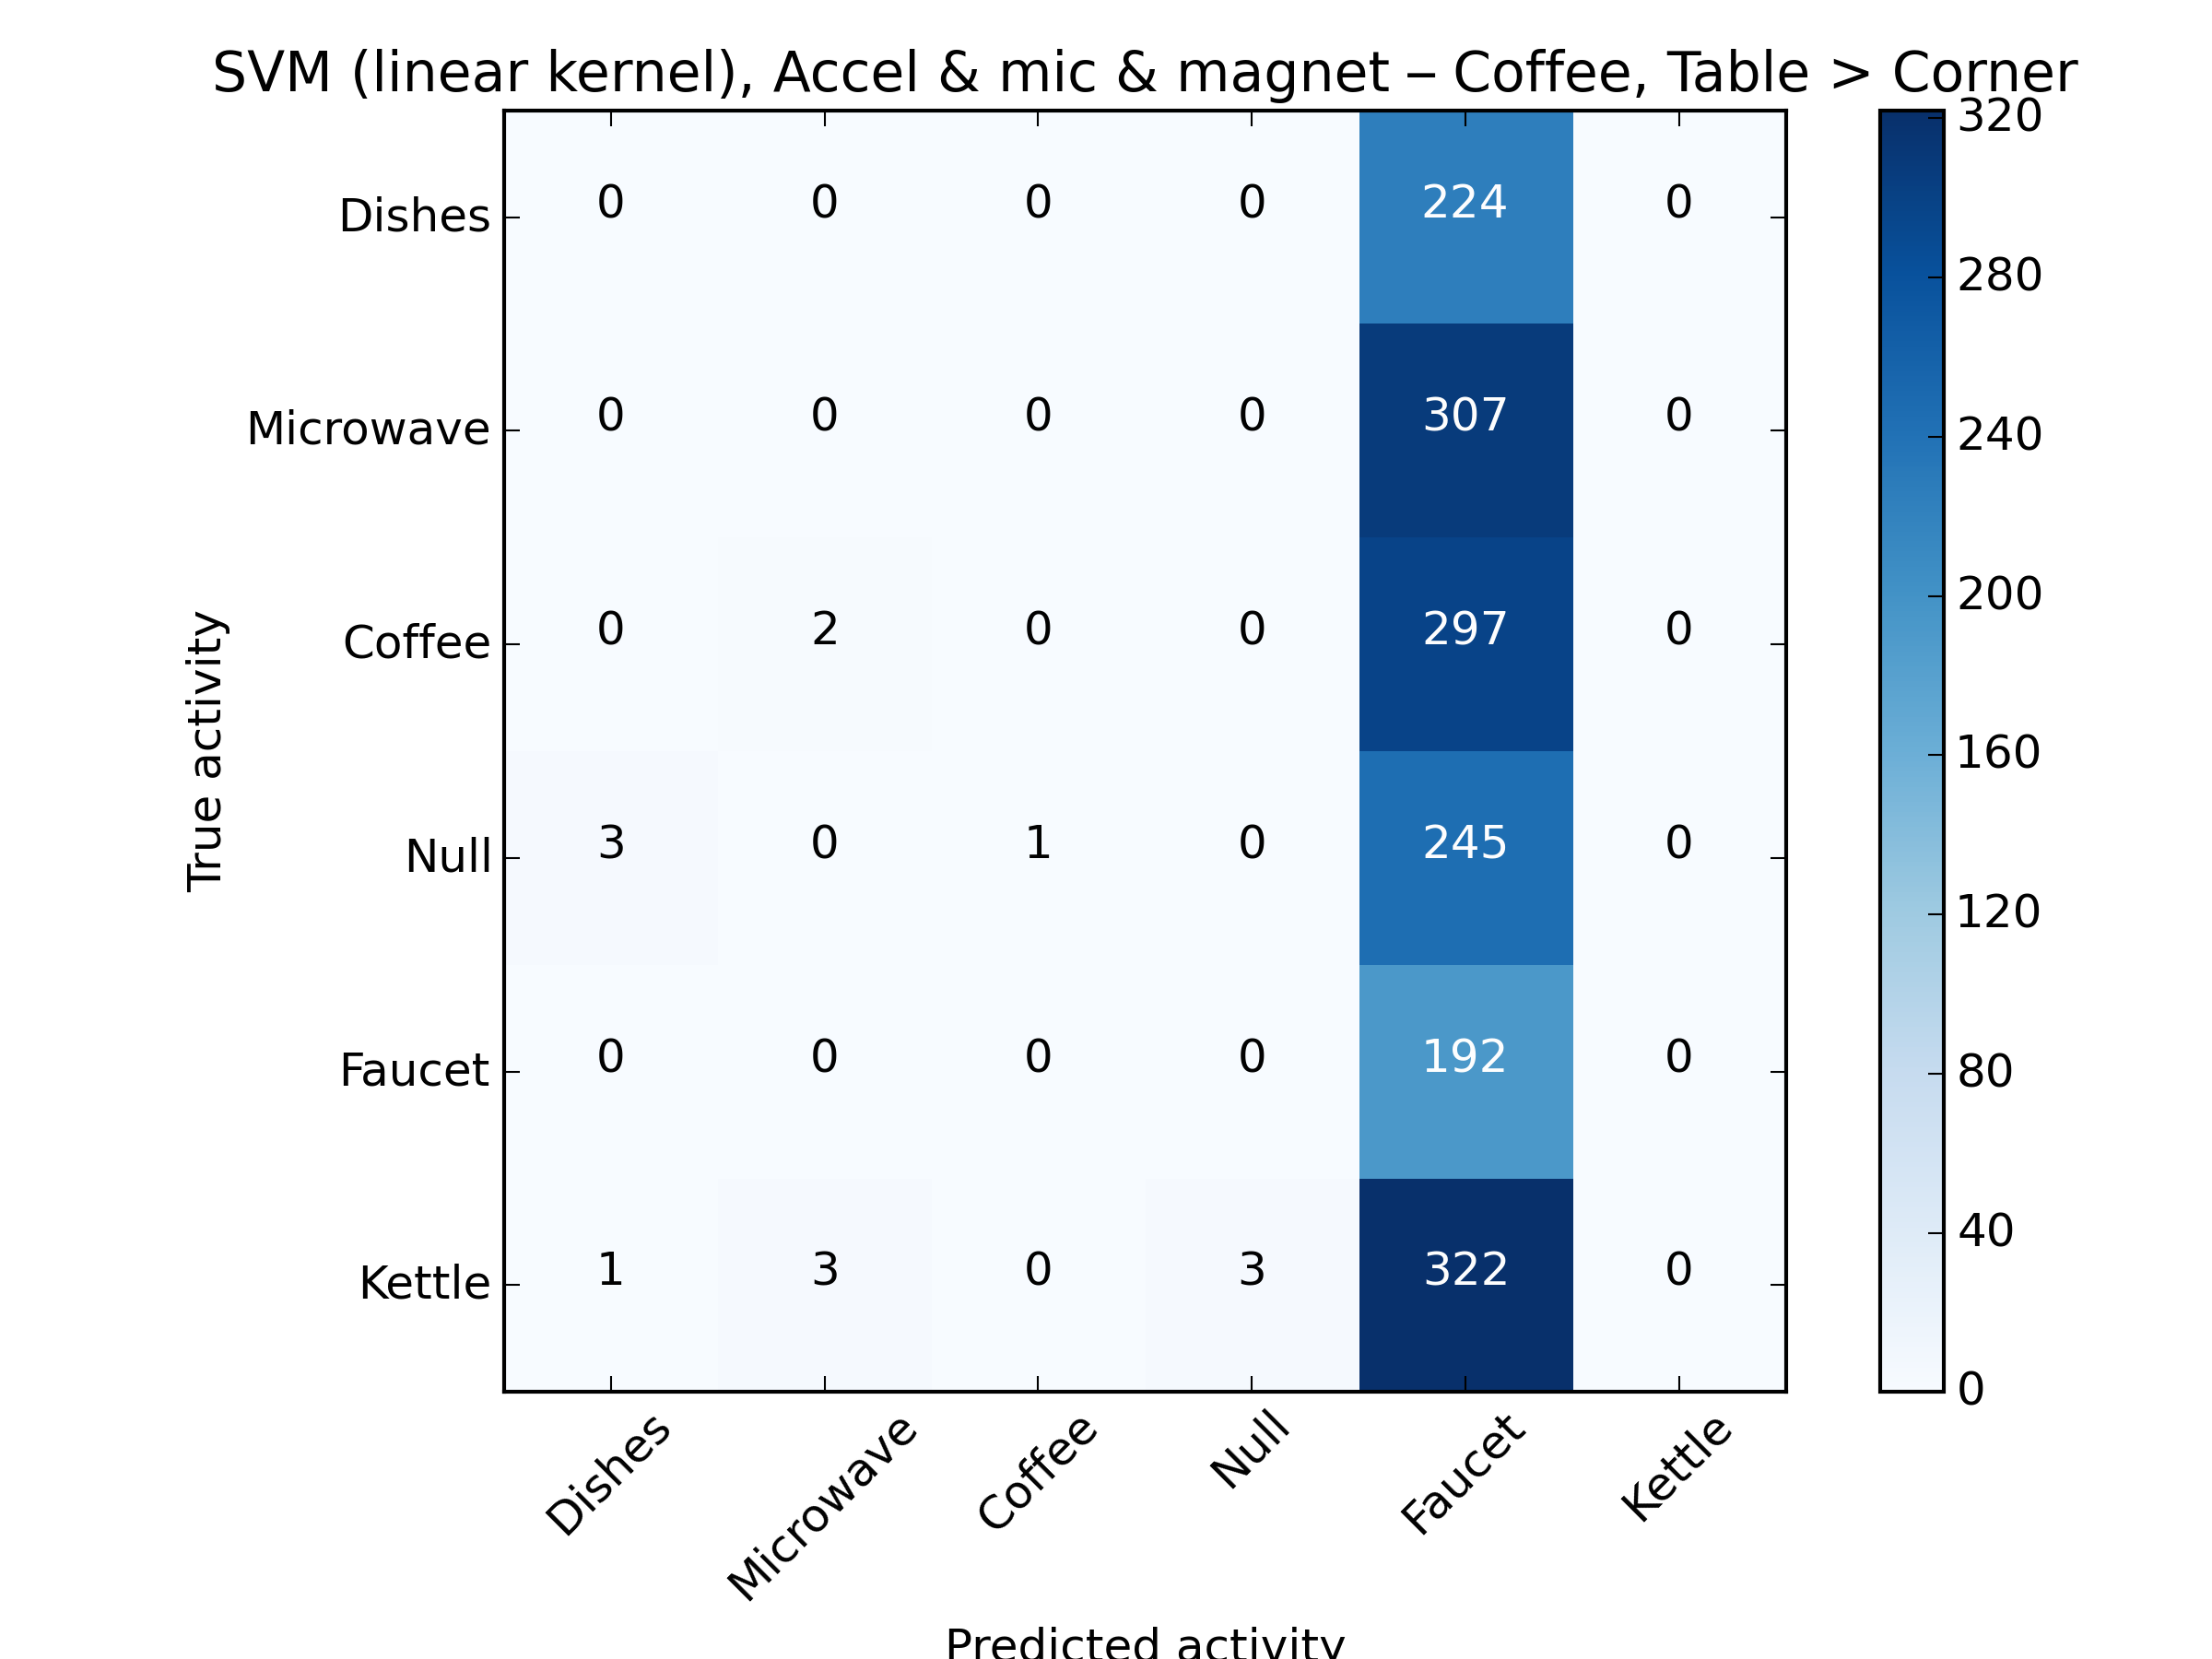 SVM (linear kernel), Accel & mic & magnet – Coffee, Table > Corner
True activity
Dishes 0 0 0 0 224 0
Microwave 0 0 0 0 307 0
Coffee 0 2 0 0 297 0
Null 3 0 1 0 245 0
Faucet 0 0 0 0 192 0
Kettle 1 3 0 3 322 0
Dishes Microwave Coffee Null Faucet Kettle
Predicted activity
320
280
240
200
160
120
80
40
0